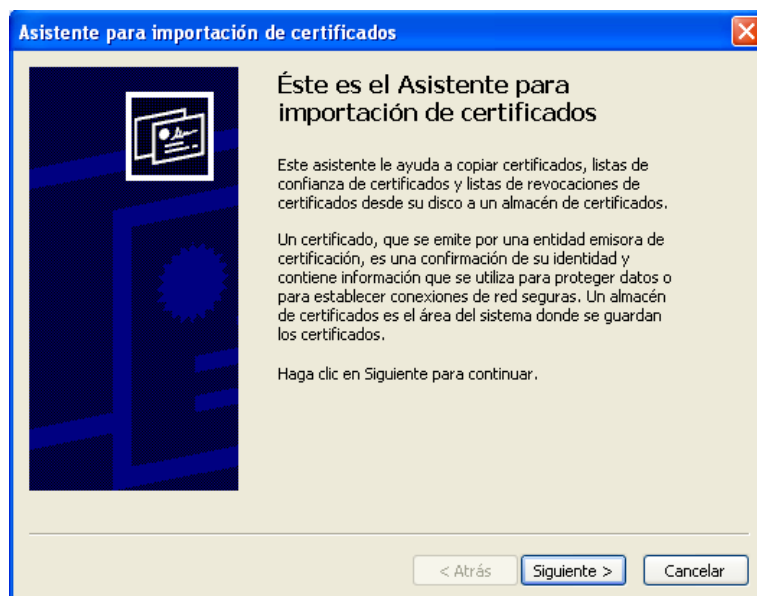 Asistente para importación de certificados
Éste es el Asistente para
importación de certificados
Este asistente le ayuda a copiar certificados, listas de
confianza de certificados y listas de revocaciones de
certificados desde su disco a un almacén de certificados.
Un certificado, que se emite por una entidad emisora de
certificación, es una confirmación de su identidad y
contiene información que se utiliza para proteger datos o
para establecer conexiones de red seguras. Un almacén
de certificados es el área del sistema donde se guardan
los certificados.
Haga clic en Siguiente para continuar.
< Atrás
Siguiente >
Cancelar